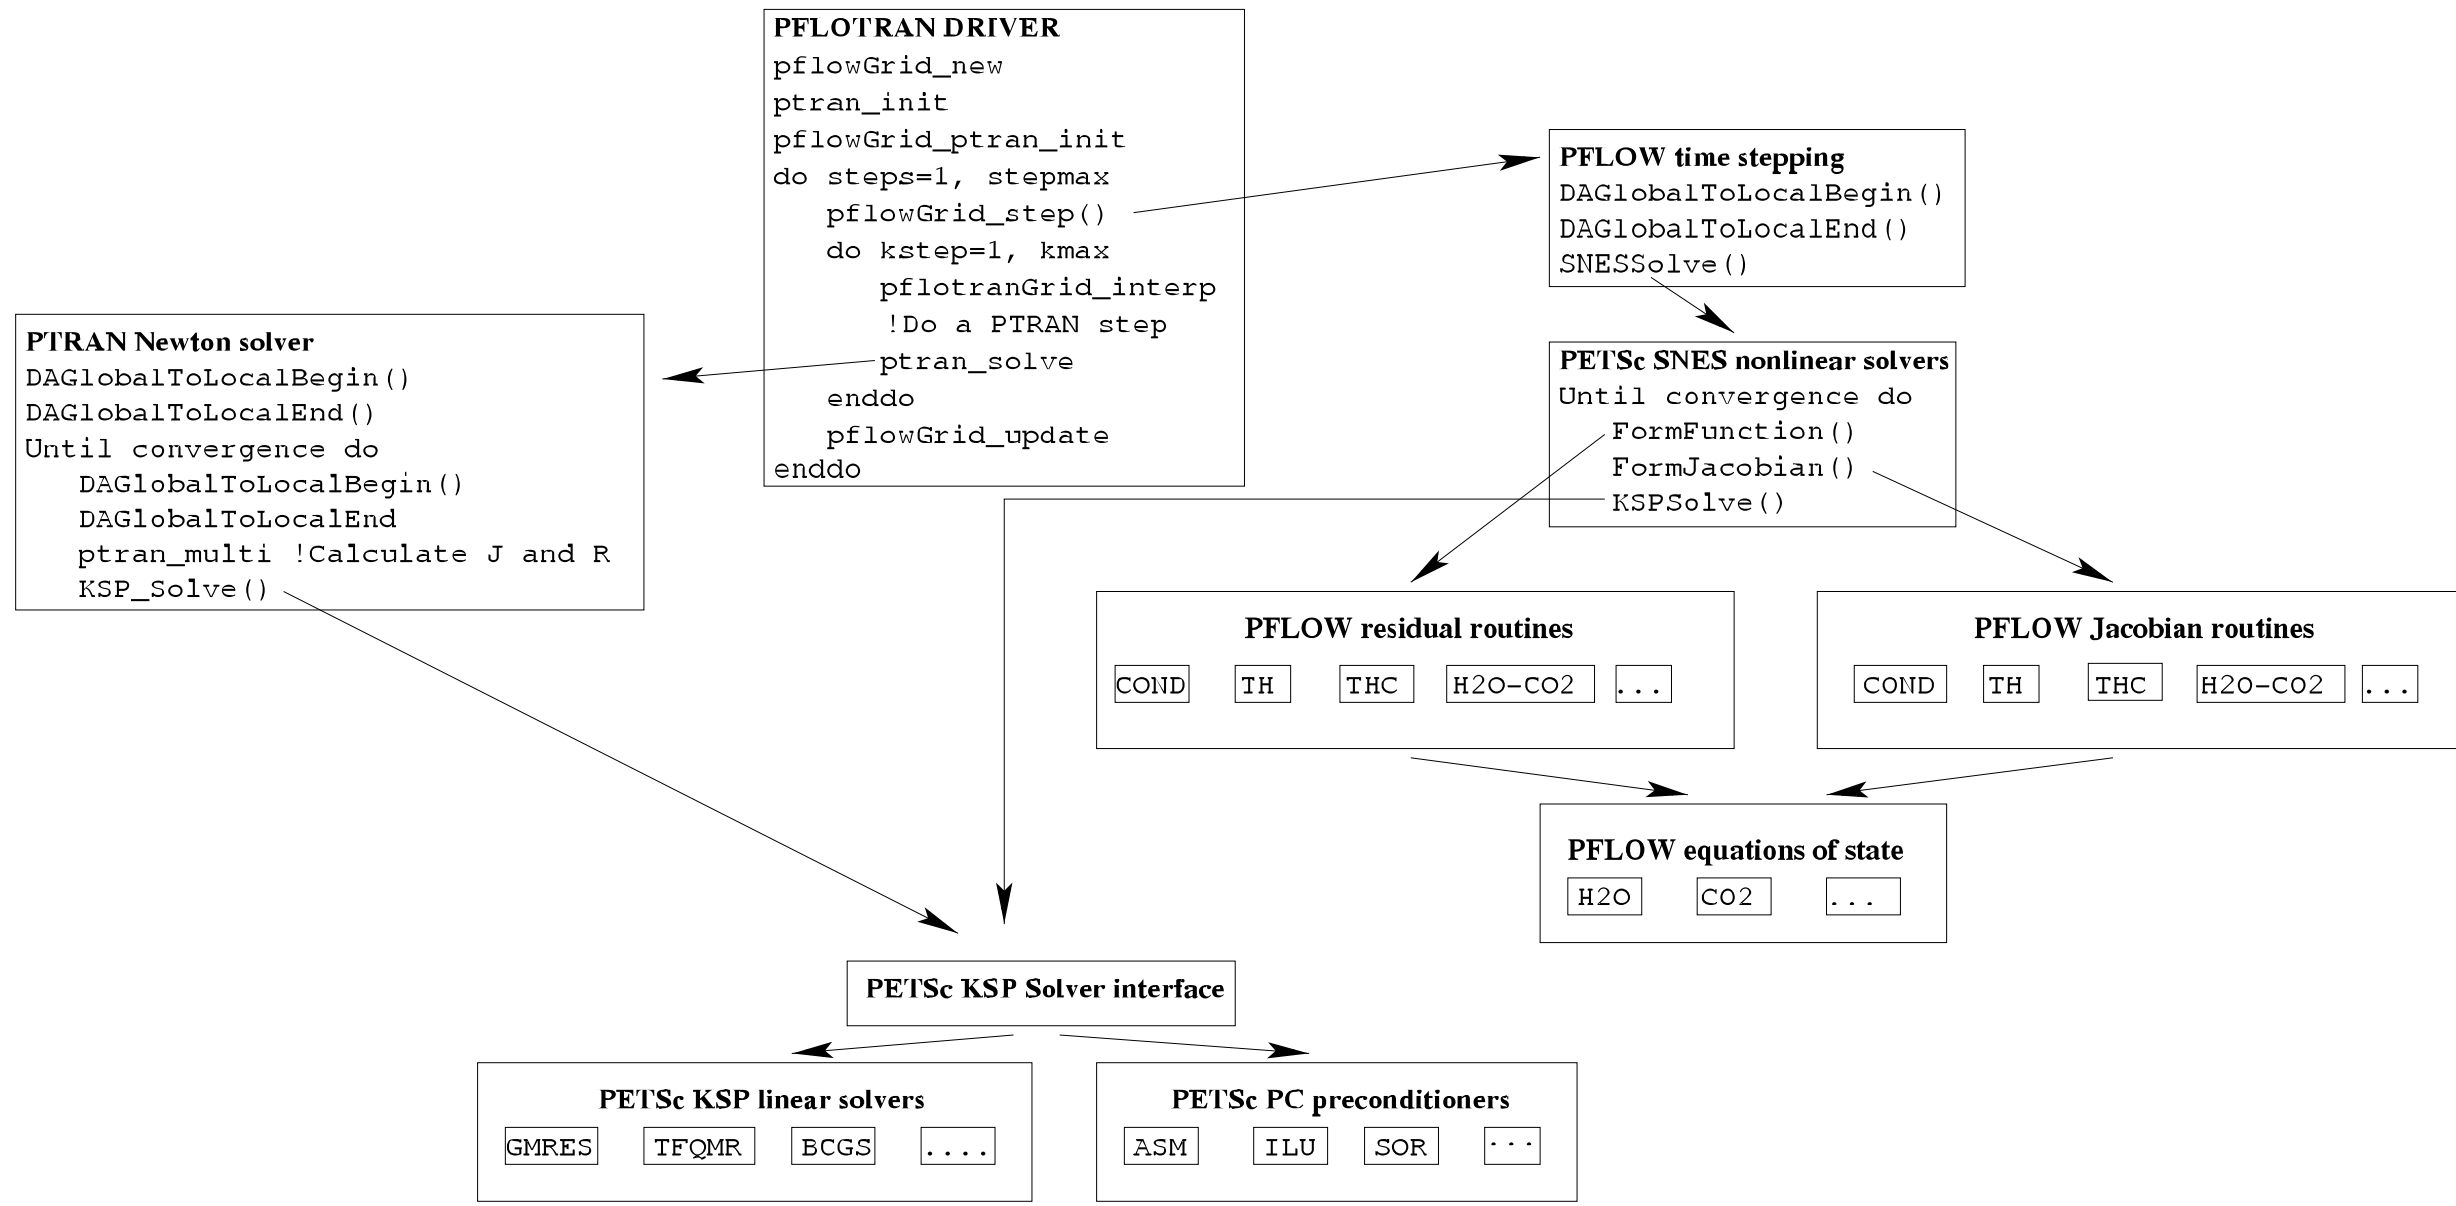 PFLOTRAN DRIVER
pflowGrid_new
ptran_init
pflowGrid_ptran_init
do steps=1, stepmax
pflowGrid_step()
do kstep=1, kmax
pflotranGrid_interp
!Do a PTRAN step
ptran_solve
enddo
pflowGrid_update
enddo
PFLOW time stepping
DAGlobalToLocalBegin()
DAGlobalToLocalEnd()
SNESSolve()
PTRAN Newton solver
DAGlobalToLocalBegin()
DAGlobalToLocalEnd()
Until convergence do
DAGlobalToLocalBegin()
DAGlobalToLocalEnd
ptran_multi !Calculate J and R
KSP_Solve()
PETSc SNES nonlinear solvers
Until convergence do
FormFunction()
FormJacobian()
KSPSolve()
PFLOW residual routines
COND TH THC H2O-CO2 ...
PFLOW Jacobian routines
COND TH THC H2O-CO2 ...
PFLOW equations of state
H2O CO2 ...
PETSc KSP Solver interface
PETSc KSP linear solvers
GMRES TFQMR BCGS ....
PETSc PC preconditioners
ASM ILU SOR ...